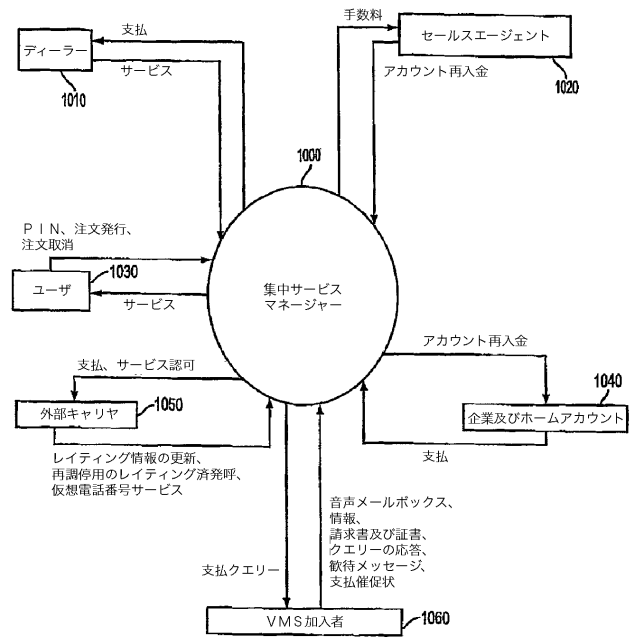 支払
ディーラー
サービス
1010
手数料
セールスエージェント
アカウント再入金
1020
1000
PIN、注文発行、
注文取消
1030
ユーザ
サービス
集中サービス
マネージャー
アカウント再入金
支払、サービス認可
1040
外部キャリヤ
1050
企業及びホームアカウント
支払
レイティング情報の更新、
再調停用のレイティング済発呼、
仮想電話番号サービス
音声メールボックス、
情報、
請求書及び証書、
クエリーの応答、
歓待メッセージ、
支払催促状
支払クエリー
VMS加入者
1060